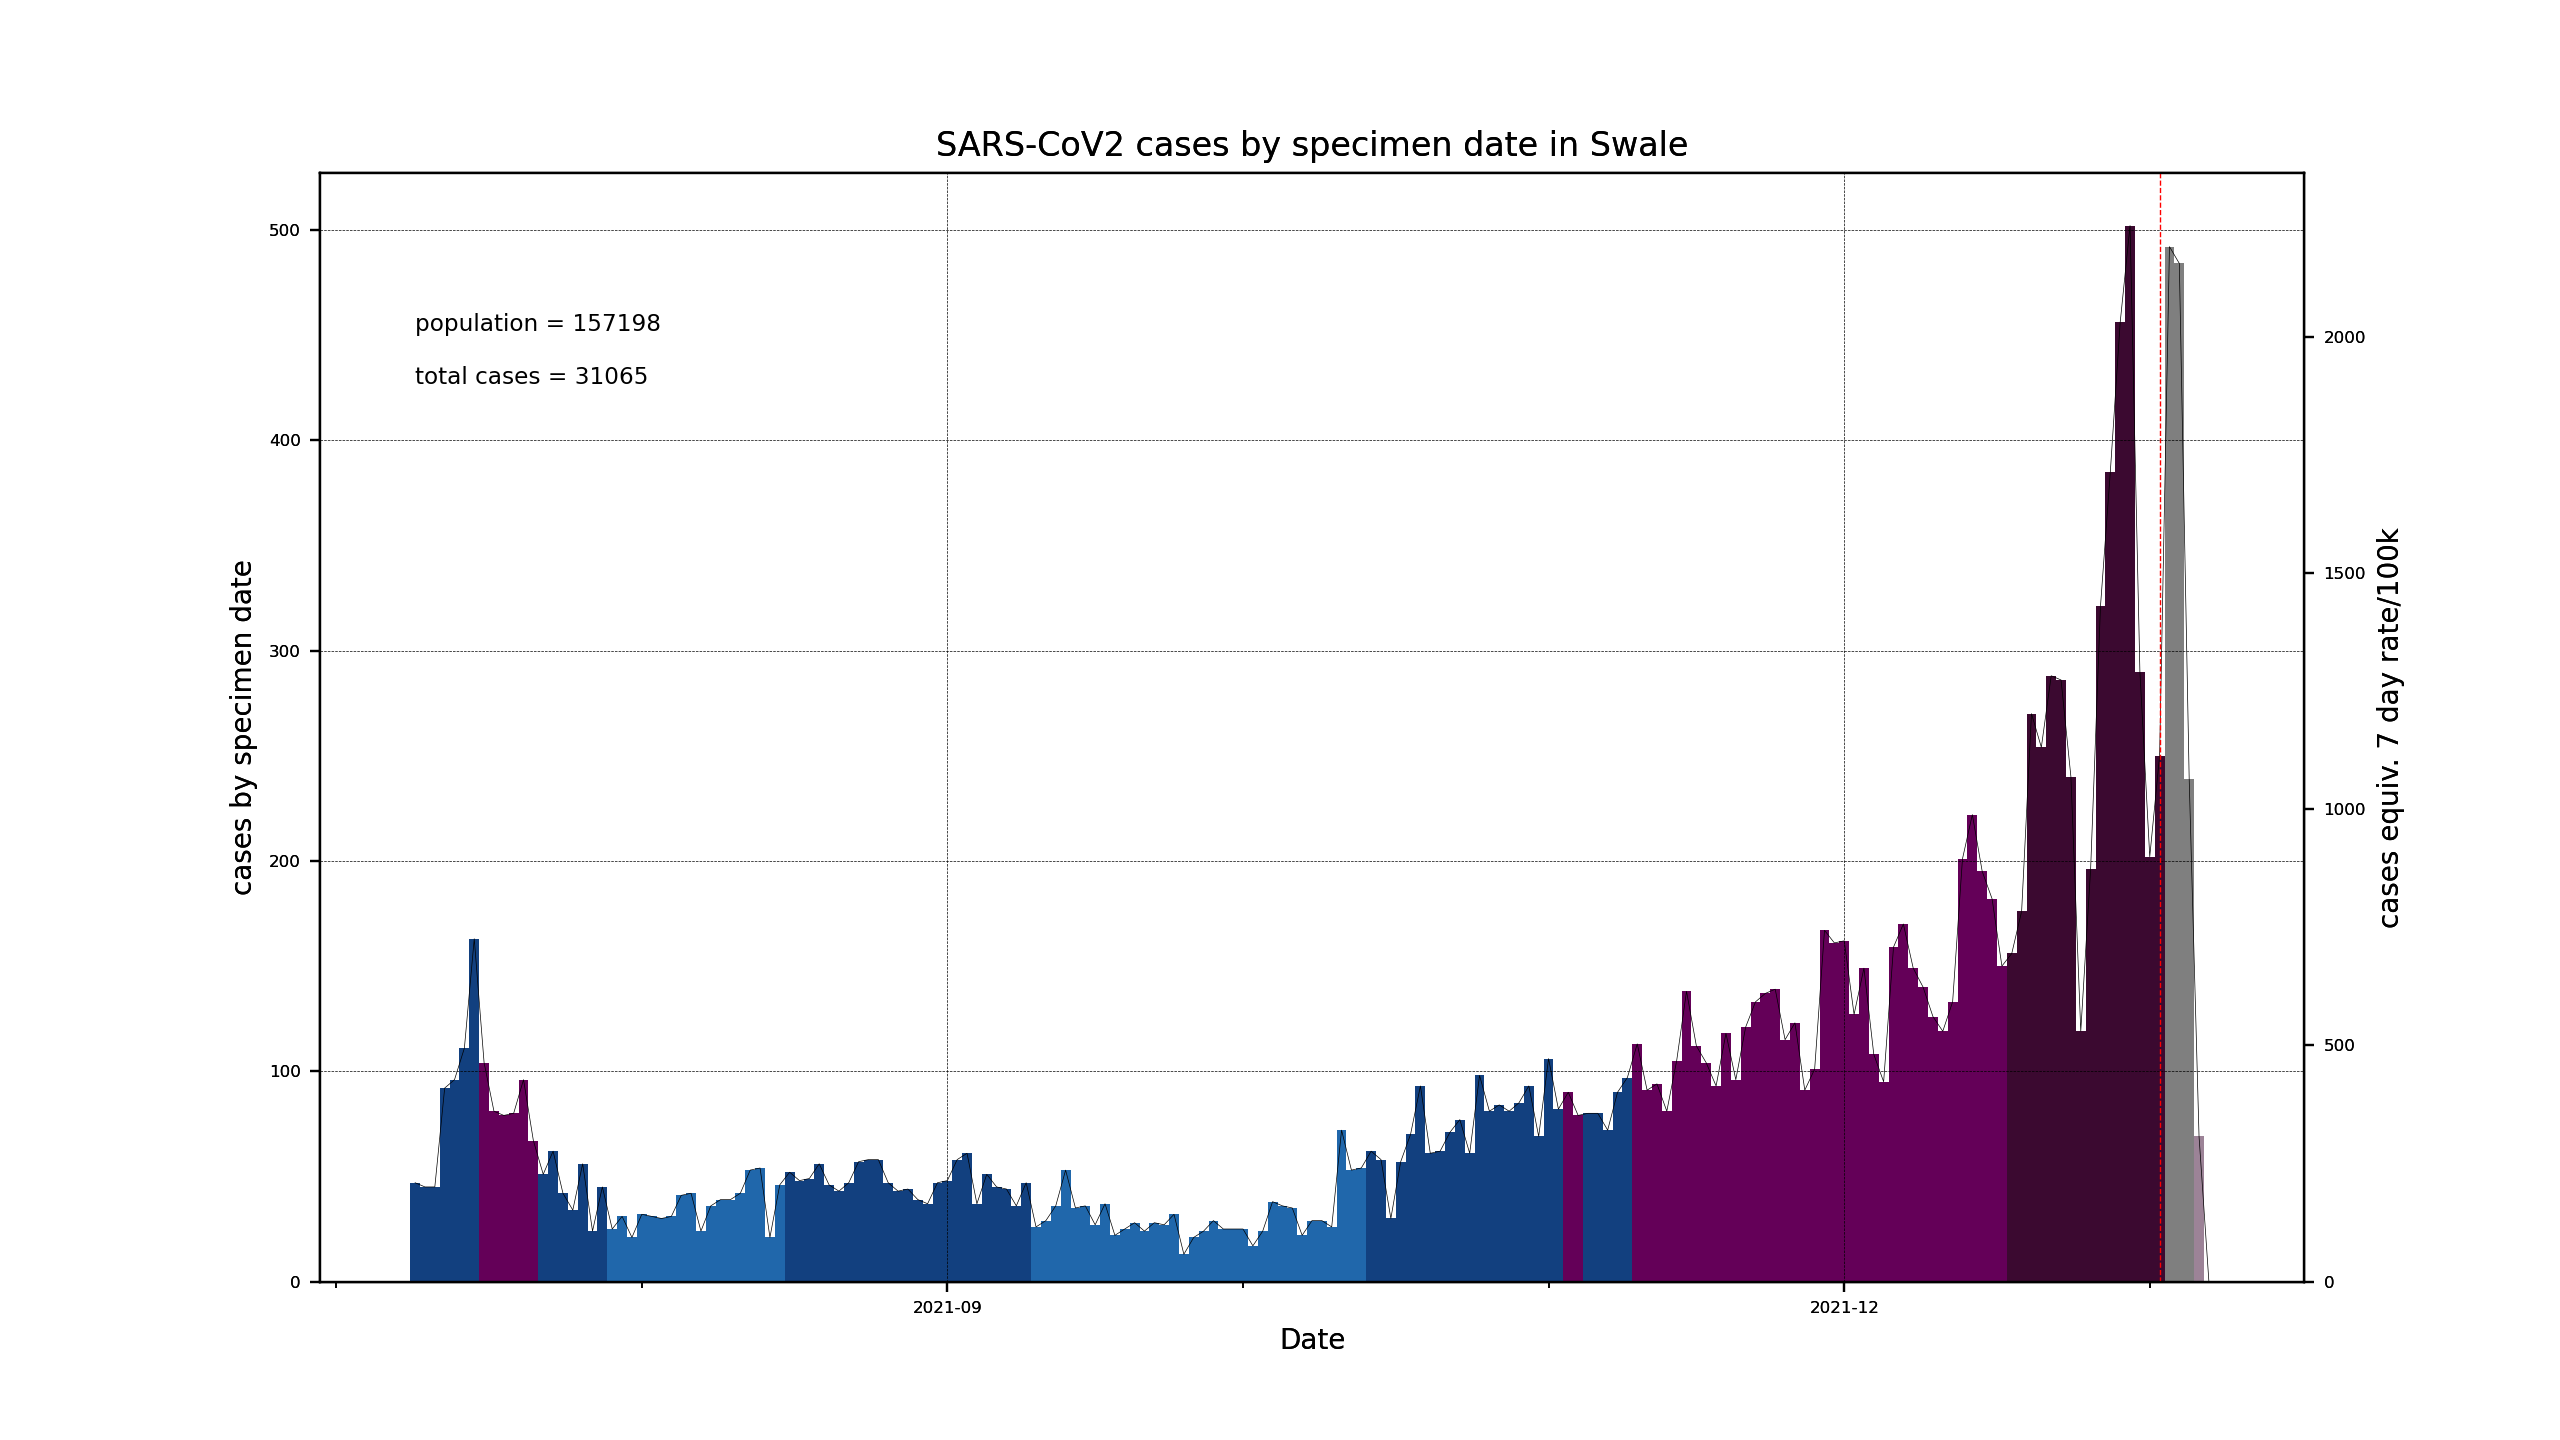 SARS-CoV2 cases by specimen date in Swale
population = 157198
total cases = 31065
cases by specimen date
500
400
300
200
100
0
2000
1500
1000
500
0
cases equiv. 7 day rate/100k
2021-09
2021-12
Date